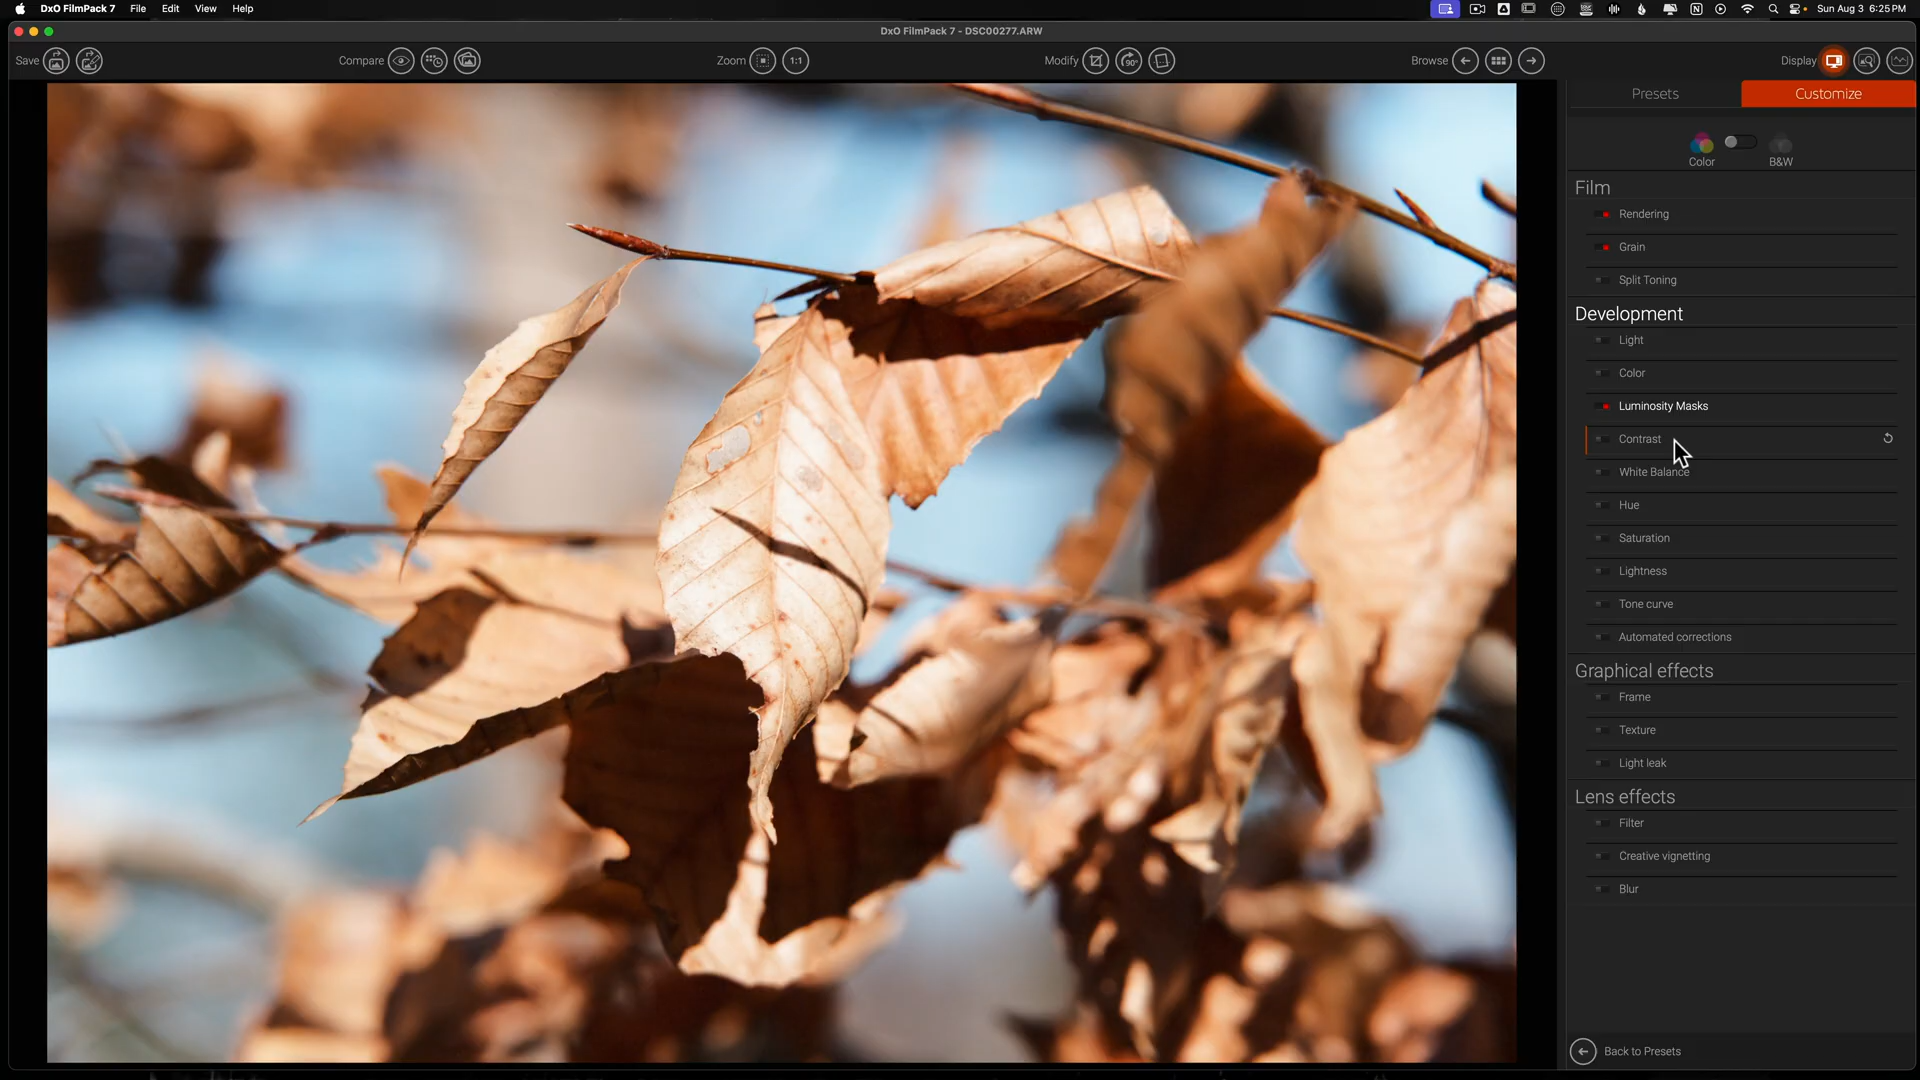 DxO FilmPack 7 File Edit View Help Sun Aug 3 6:25 PM
DxO FilmPack 7 - DSC00277.ARW
Save Compare Zoom 1:1 Modify 90° Browse Display
Presets Customize
Color B&W
Film
Rendering
Grain
Split Toning
Development
Light
Color
Luminosity Masks
Contrast
White Balance
Hue
Saturation
Lightness
Tone curve
Automated corrections
Graphical effects
Frame
Texture
Light leak
Lens effects
Filter
Creative vignetting
Blur
Back to Presets